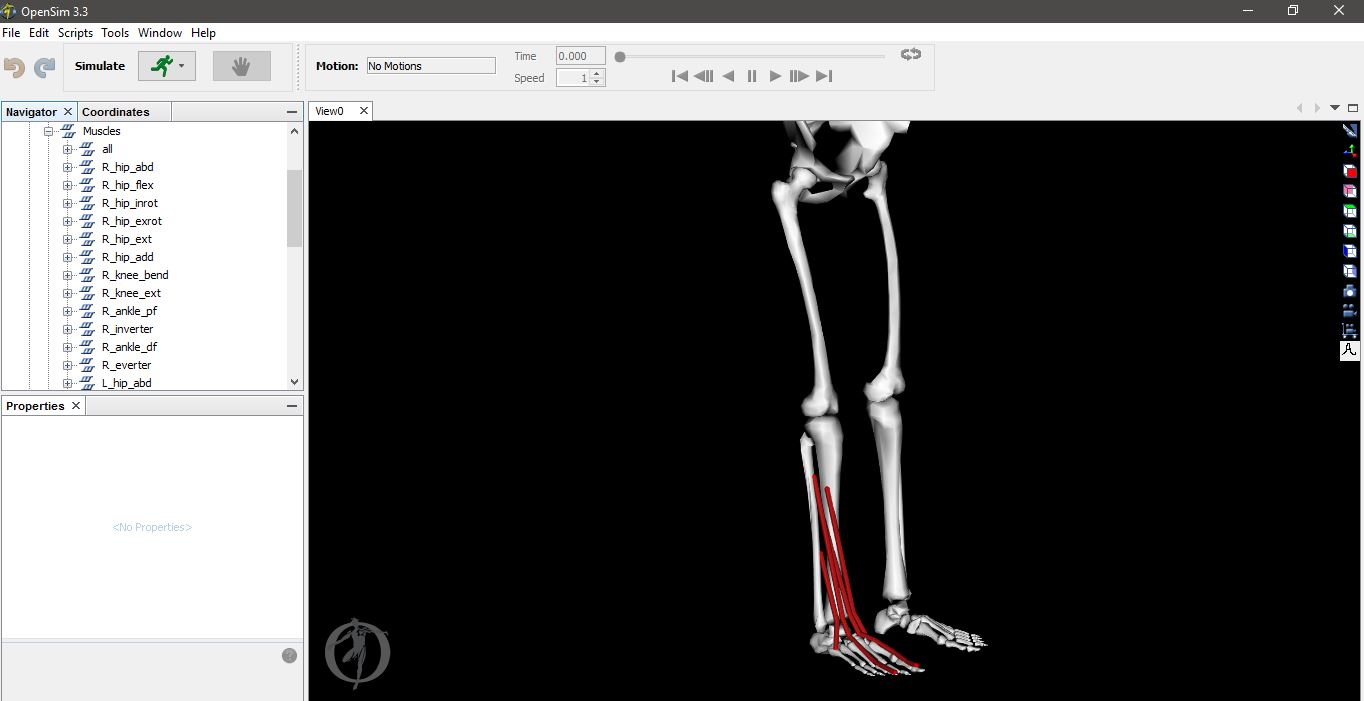 OpenSim 3.3
File Edit Scripts Tools Window Help
Simulate
Motion: No Motions
Time 0.000
Speed 1
Navigator Coordinates
View0
Muscles
all
R_hip_abd
R_hip_flex
R_hip_inrot
R_hip_exrot
R_hip_ext
R_hip_add
R_knee_bend
R_knee_ext
R_ankle_pf
R_inverter
R_ankle_df
R_everter
L_hip_abd
Properties
<No Properties>